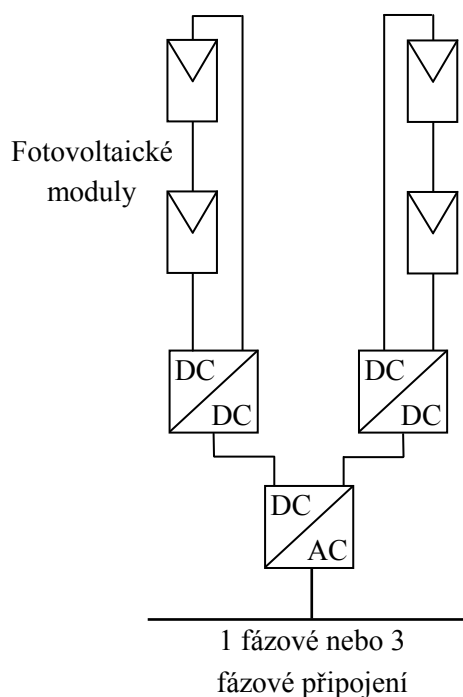 Fotovoltaické
moduly
DC
DC
DC
DC
DC
AC
1 fázové nebo 3
fázové připojení